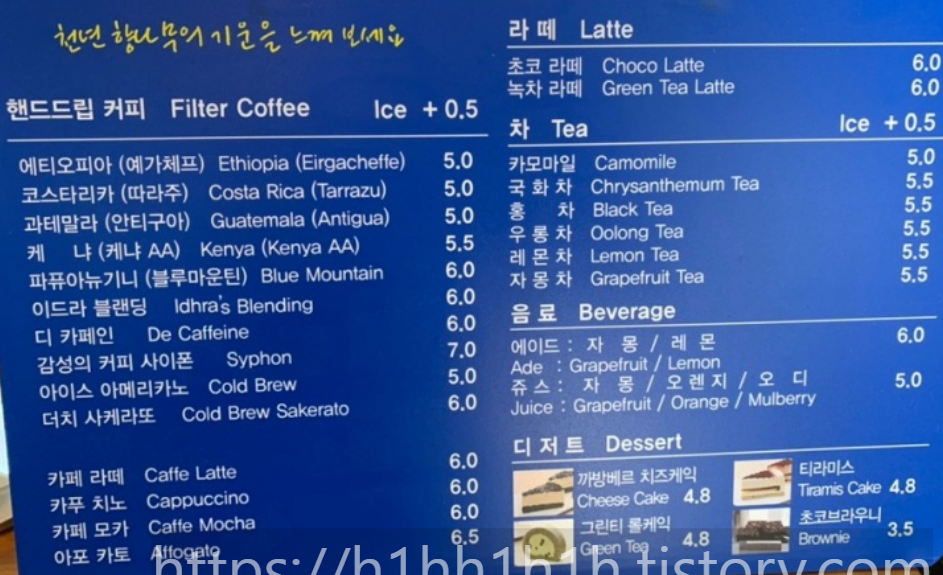 천년 향나무의 기운을 느껴 보세요
핸드드립 커피 Filter Coffee Ice + 0.5
에티오피아 (예가체프) Ethiopia (Eirgacheffe) 5.0
코스타리카 (따라주) Costa Rica (Tarrazu) 5.0
과테말라 (안티구아) Guatemala (Antigua) 5.0
케 냐 (케냐 AA) Kenya (Kenya AA) 5.5
파퓨아뉴기니 (블루마운틴) Blue Mountain 6.0
이드라 블랜딩 Idhra's Blending 6.0
디 카페인 De Caffeine 6.0
감성의 커피 사이폰 Syphon 7.0
아이스 아메리카노 Cold Brew 5.0
더치 사케라또 Cold Brew Sakerato 6.0
카페 라떼 Caffe Latte 6.0
카푸 치노 Cappuccino 6.0
카페 모카 Caffe Mocha 6.0
아포 카토 Affogato 6.5
라 떼 Latte
초코 라떼 Choco Latte 6.0
녹차 라떼 Green Tea Latte 6.0
차 Tea Ice + 0.5
카모마일 Camomile 5.0
국 화 차 Chrysanthemum Tea 5.5
홍 차 Black Tea 5.5
우 롱 차 Oolong Tea 5.5
레 몬 차 Lemon Tea 5.5
자 몽 차 Grapefruit Tea 5.5
음 료 Beverage
에이드 : 자 몽 / 레 몬 6.0
Ade : Grapefruit / Lemon
쥬 스 : 자 몽 / 오 렌 지 / 오 디 5.0
Juice : Grapefruit / Orange / Mulberry
디 저 트 Dessert
까망베르 치즈케익
Cheese Cake 4.8
티라미스
Tiramis Cake 4.8
그린티 롤케익
Green Tea 4.8
초코브라우니
Brownie 3.5
https://h1hh1h1h.tistory.com